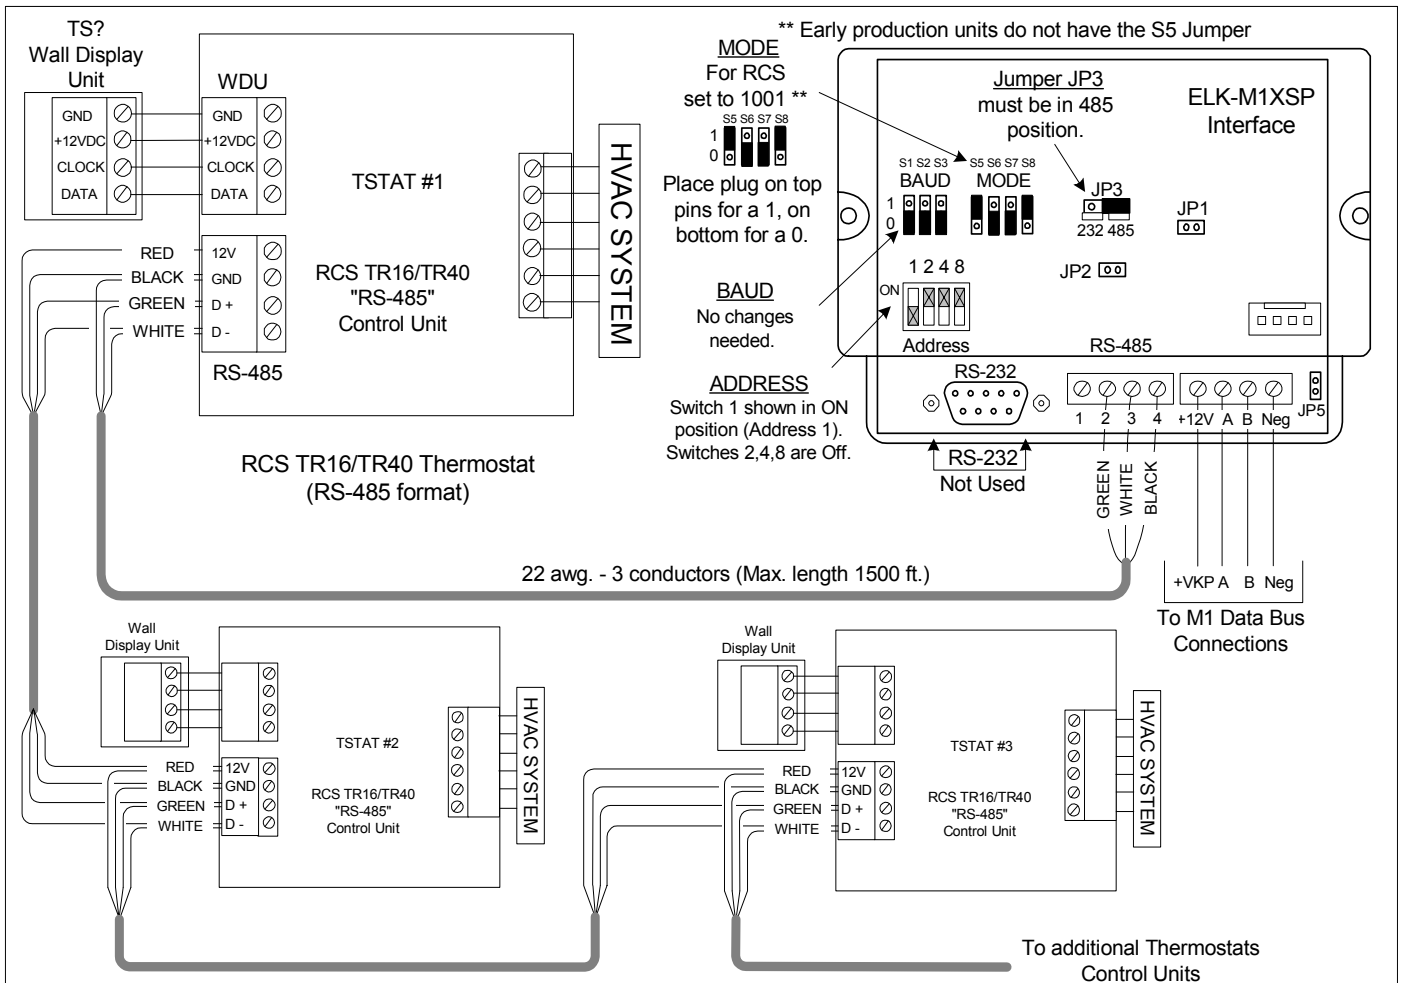 ** Early production units do not have the S5 Jumper
TS?
Wall Display
Unit
GND
+12VDC
CLOCK
DATA
WDU
GND
+12VDC
CLOCK
DATA
TSTAT #1
HVAC SYSTEM
RED
BLACK
GREEN
WHITE
12V
GND
D +
D -
RS-485
RCS TR16/TR40
"RS-485"
Control Unit
RCS TR16/TR40 Thermostat
(RS-485 format)
MODE
For RCS
set to 1001 **
S5 S6 S7 S8
1
0
Place plug on top
pins for a 1, on
bottom for a 0.
BAUD
No changes
needed.
ADDRESS
Switch 1 shown in ON
position (Address 1).
Switches 2,4,8 are Off.
Jumper JP3
must be in 485
position.
ELK-M1XSP
Interface
S1 S2 S3
BAUD
1
0
S5 S6 S7 S8
MODE
JP3
232 485
JP1
JP2
1 2 4 8
ON
Address
RS-232
RS-485
1 2 3 4
+12V A B Neg
JP5
RS-232
Not Used
GREEN
WHITE
BLACK
+VKP A B Neg
To M1 Data Bus
Connections
22 awg. - 3 conductors (Max. length 1500 ft.)
Wall
Display Unit
TSTAT #2
HVAC SYSTEM
RED
BLACK
GREEN
WHITE
12V
GND
D +
D -
RCS TR16/TR40
"RS-485"
Control Unit
Wall
Display Unit
TSTAT #3
HVAC SYSTEM
RED
BLACK
GREEN
WHITE
12V
GND
D +
D -
RCS TR16/TR40
"RS-485"
Control Unit
To additional Thermostats
Control Units